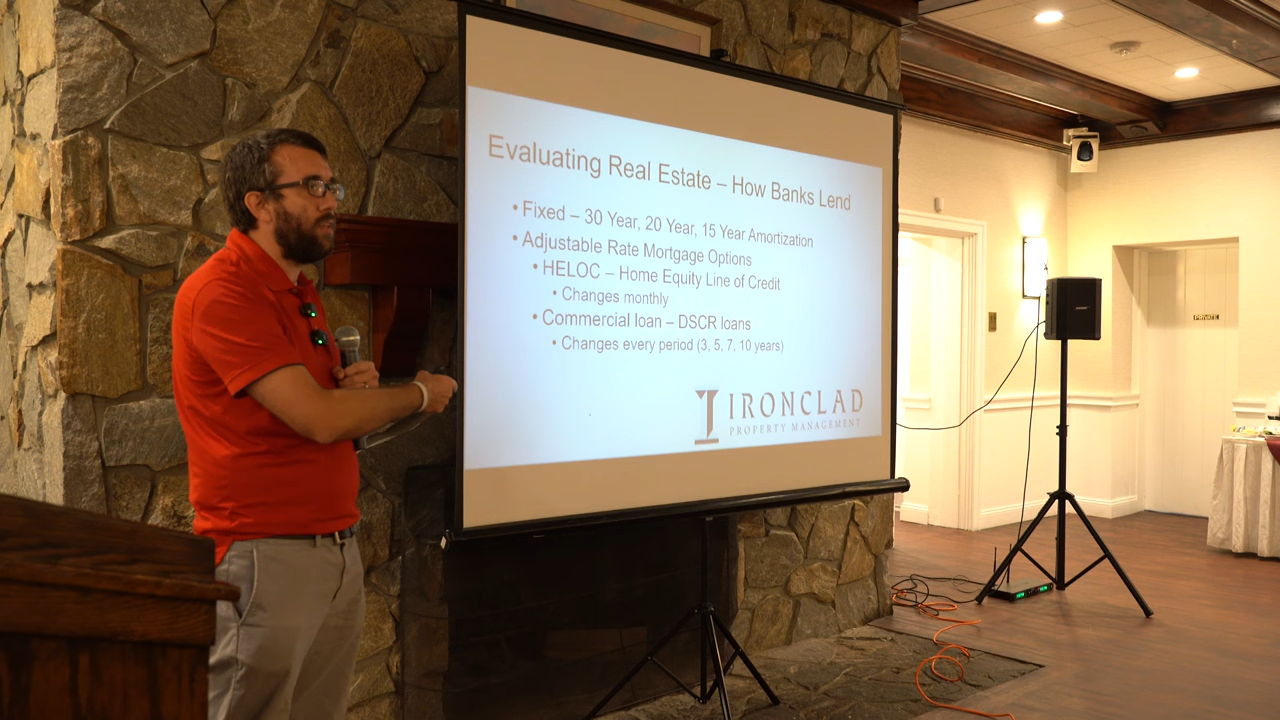 Evaluating Real Estate – How Banks Lend
• Fixed – 30 Year, 20 Year, 15 Year Amortization
• Adjustable Rate Mortgage Options
• HELOC – Home Equity Line of Credit
• Changes monthly
• Commercial loan – DSCR loans
• Changes every period (3, 5, 7, 10 years)
IRONCLAD
PROPERTY MANAGEMENT
PRIVATE